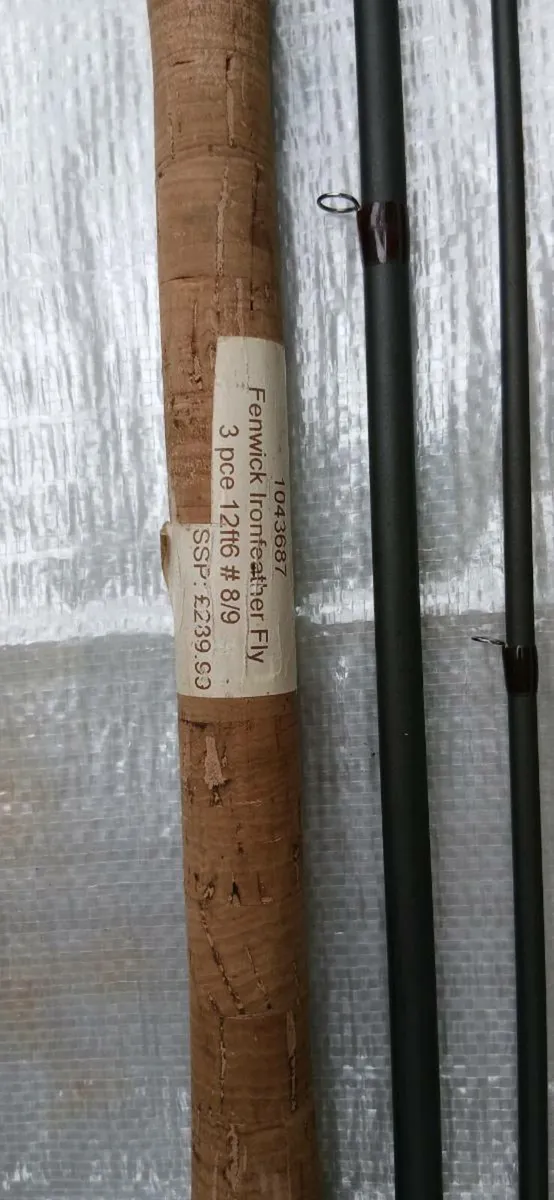 1043687
Fenwick Ironfeather Fly
3 pce 12ft6 # 8/9
SSP: £239.99